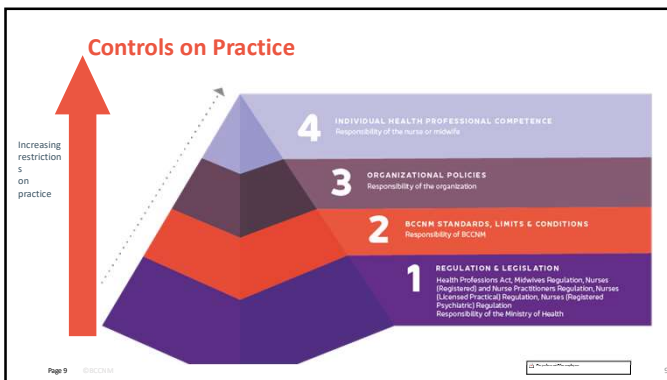 Controls on Practice
Increasing
restriction
s
on
practice
4
INDIVIDUAL HEALTH PROFESSIONAL COMPETENCE
Responsibility of the nurse or midwife
3
ORGANIZATIONAL POLICIES
Responsibility of the organization
2
BCCNM STANDARDS, LIMITS & CONDITIONS
Responsibility of BCCNM
1
REGULATION & LEGISLATION
Health Professions Act, Midwives Regulation, Nurses
(Registered) and Nurse Practitioners Regulation, Nurses
(Licensed Practical) Regulation, Nurses (Registered
Psychiatric) Regulation
Responsibility of the Ministry of Health
Page 9 ©BCCNM
9